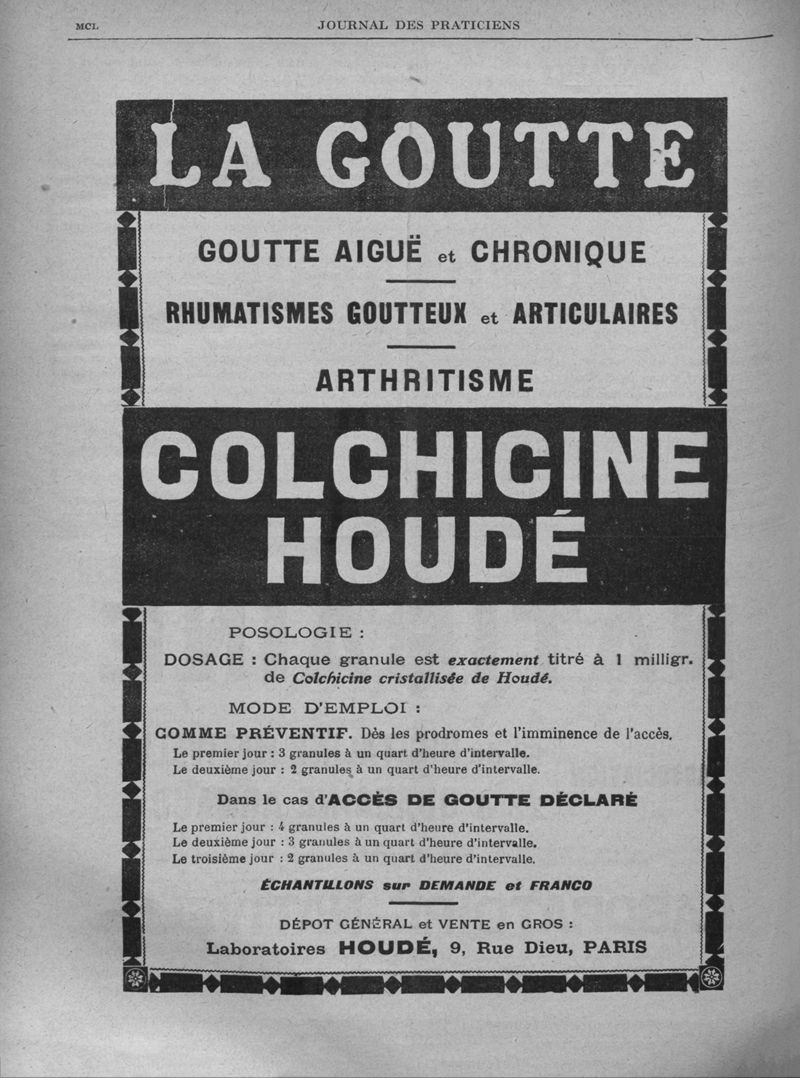 MCL
JOURNAL DES PRATICIENS
LA GOUTTE
GOUTTE AIGUË et CHRONIQUE
RHUMATISMES GOUTTEUX et ARTICULAIRES
ARTHRITISME
COLCHICINE
HOUDÉ
POSOLOGIE :
DOSAGE : Chaque granule est exactement titré à 1 milligr.
de Colchicine cristallisée de Houdé.
MODE D'EMPLOI :
COMME PRÉVENTIF. Dès les prodromes et l'imminence de l'accès.
Le premier jour : 3 granules à un quart d'heure d'intervalle.
Le deuxième jour : 2 granules à un quart d'heure d'intervalle.
Dans le cas d'ACCÈS DE GOUTTE DÉCLARÉ
Le premier jour : 4 granules à un quart d'heure d'intervalle.
Le deuxième jour : 3 granules à un quart d'heure d'intervalle.
Le troisième jour : 2 granules à un quart d'heure d'intervalle.
ÉCHANTILLONS sur DEMANDE et FRANCO
DÉPOT GÉNÉRAL et VENTE en GROS :
Laboratoires HOUDÉ, 9, Rue Dieu, PARIS